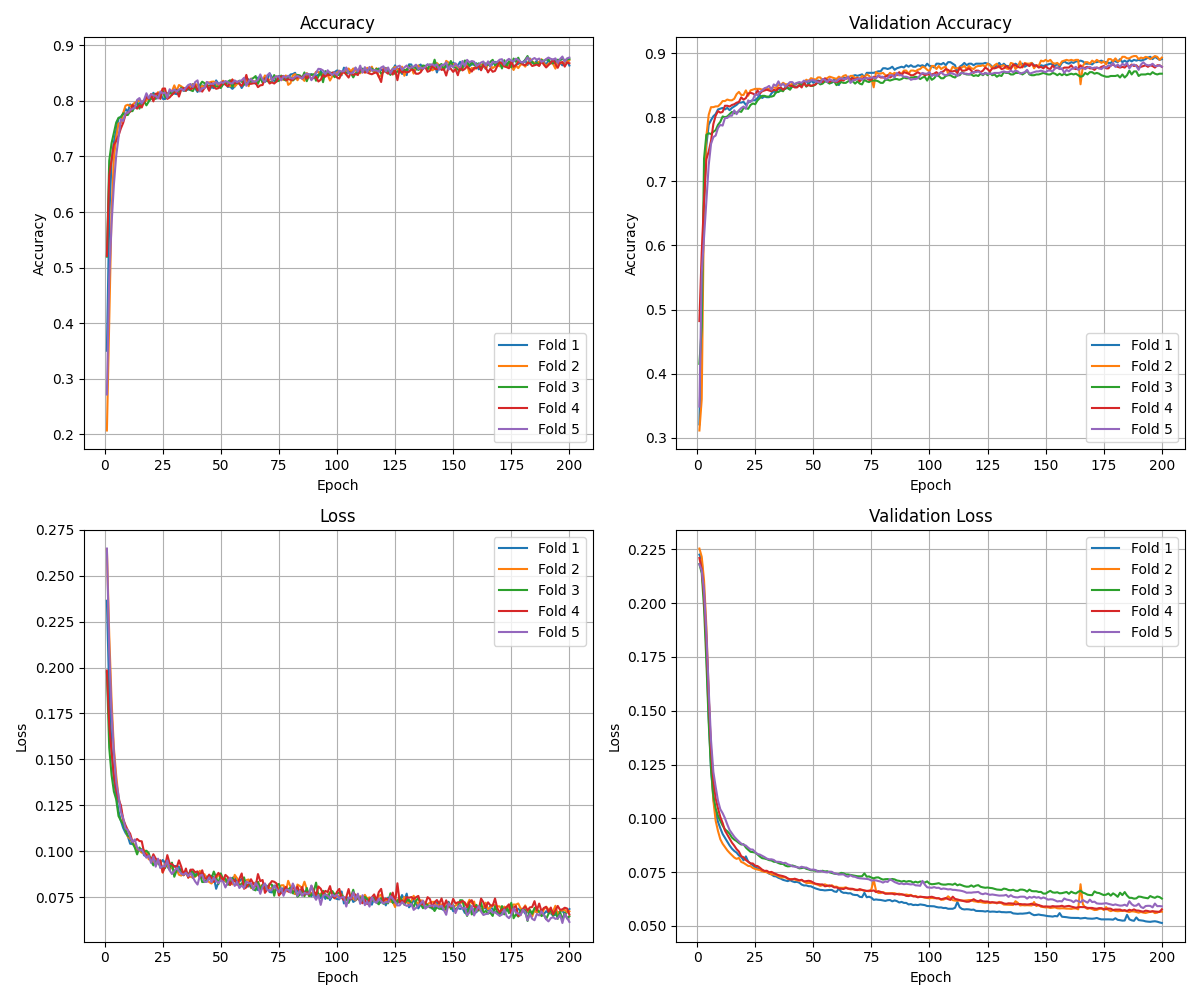 Accuracy
Accuracy
0.9
0.8
0.7
0.6
0.5
0.4
0.3
0.2
0 25 50 75 100 125 150 175 200
Epoch
Fold 1
Fold 2
Fold 3
Fold 4
Fold 5
Validation Accuracy
Accuracy
0.9
0.8
0.7
0.6
0.5
0.4
0.3
0 25 50 75 100 125 150 175 200
Epoch
Fold 1
Fold 2
Fold 3
Fold 4
Fold 5
Loss
Loss
0.275
0.250
0.225
0.200
0.175
0.150
0.125
0.100
0.075
0 25 50 75 100 125 150 175 200
Epoch
Fold 1
Fold 2
Fold 3
Fold 4
Fold 5
Validation Loss
Loss
0.225
0.200
0.175
0.150
0.125
0.100
0.075
0.050
0 25 50 75 100 125 150 175 200
Epoch
Fold 1
Fold 2
Fold 3
Fold 4
Fold 5